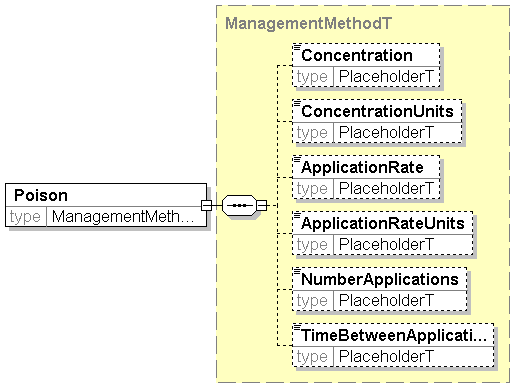 ManagementMethodT
Concentration
type PlaceholderT
ConcentrationUnits
type PlaceholderT
ApplicationRate
type PlaceholderT
Poison
type ManagementMeth...
ApplicationRateUnits
type PlaceholderT
NumberApplications
type PlaceholderT
TimeBetweenApplicati...
type PlaceholderT